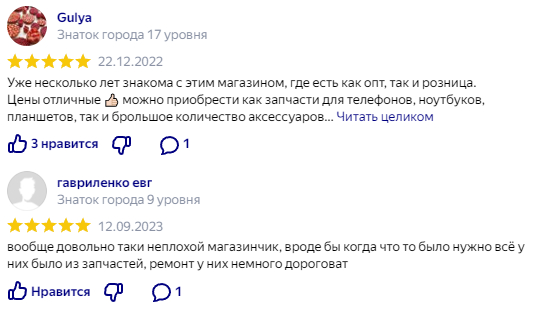 Gulya
Знаток города 17 уровня
22.12.2022
Уже несколько лет знакома с этим магазином, где есть как опт, так и розница.
Цены отличные 👍🏻 можно приобрести как запчасти для телефонов, ноутбуков,
планшетов, так и брольшое количество аксессуаров... Читать целиком
3 нравится 1
гавриленко евг
Знаток города 9 уровня
12.09.2023
вообще довольно таки неплохой магазинчик, вроде бы когда что то было нужно всё у
них было из запчастей, ремонт у них немного дороговат
Нравится 1